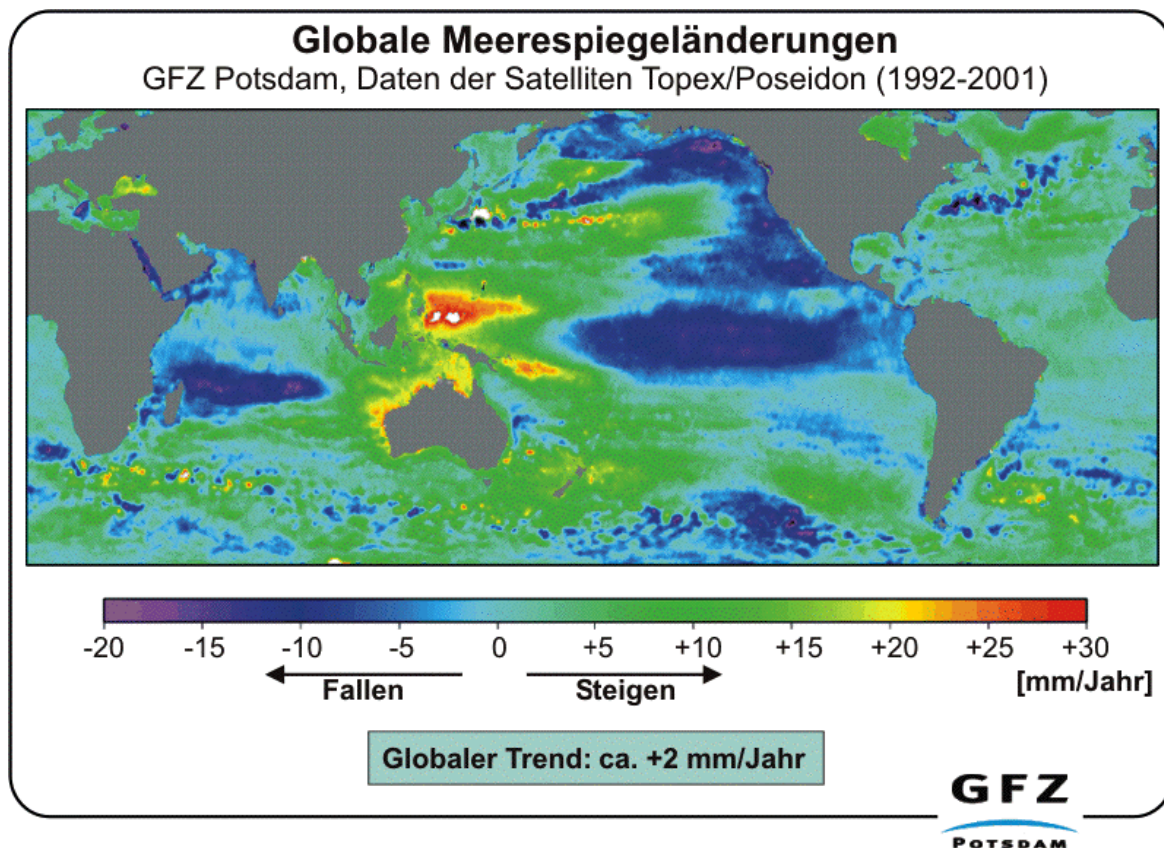 Globale Meerespiegeländerungen
GFZ Potsdam, Daten der Satelliten Topex/Poseidon (1992-2001)
-20 -15 -10 -5 0 +5 +10 +15 +20 +25 +30
Fallen Steigen [mm/Jahr]
Globaler Trend: ca. +2 mm/Jahr
GFZ
POTSDAM